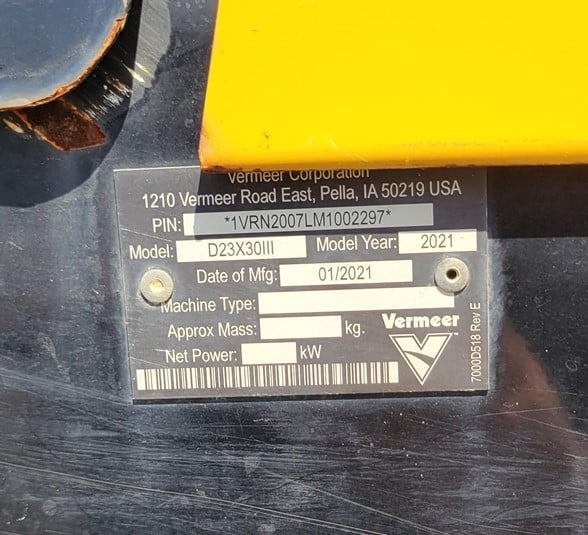 Vermeer Corporation
1210 Vermeer Road East, Pella, IA 50219 USA
PIN: *1VRN2007LM1002297*
Model: D23X30III Model Year: 2021
Date of Mfg: 01/2021
Machine Type:
Approx Mass: kg.
Net Power: kW
Vermeer
V
™
7000D518 Rev E